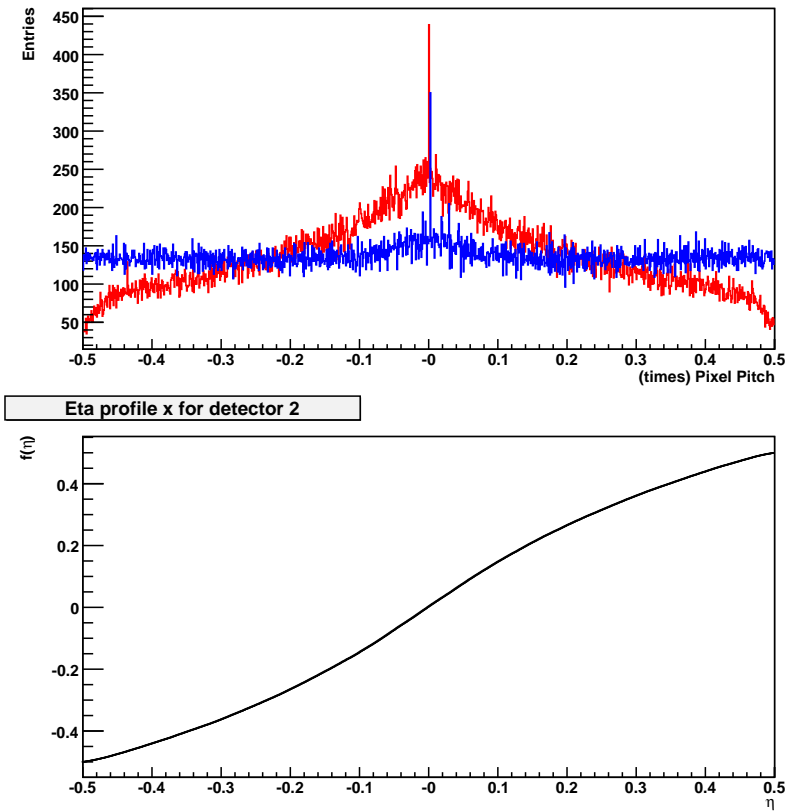 Entries
450
400
350
300
250
200
150
100
50
-0.5 -0.4 -0.3 -0.2 -0.1 -0 0.1 0.2 0.3 0.4 0.5
(times) Pixel Pitch
Eta profile x for detector 2
f(η)
0.4
0.2
0
-0.2
-0.4
-0.5 -0.4 -0.3 -0.2 -0.1 -0 0.1 0.2 0.3 0.4 0.5
η